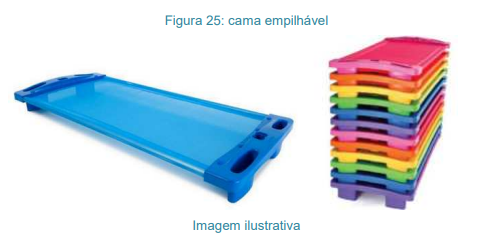 Figura 25: cama empilhável
Imagem ilustrativa